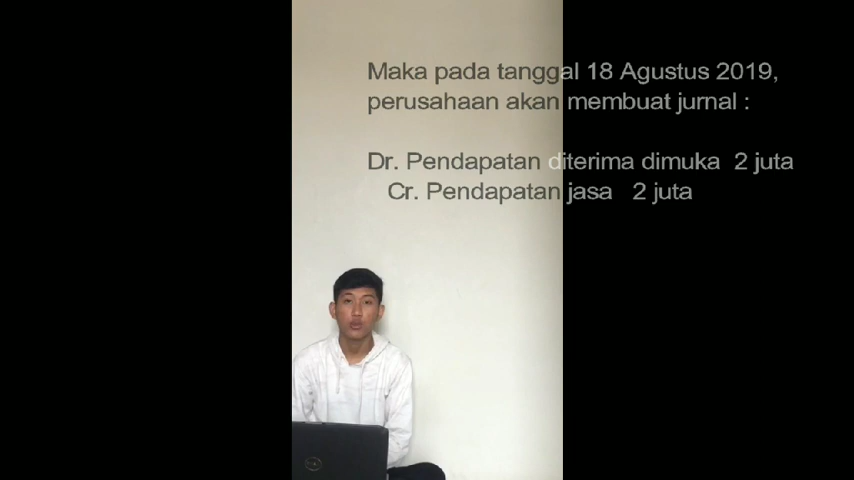 Maka pada tanggal 18 Agustus 2019,
perusahaan akan membuat jurnal :
Dr. Pendapatan diterima dimuka 2 juta
Cr. Pendapatan jasa 2 juta